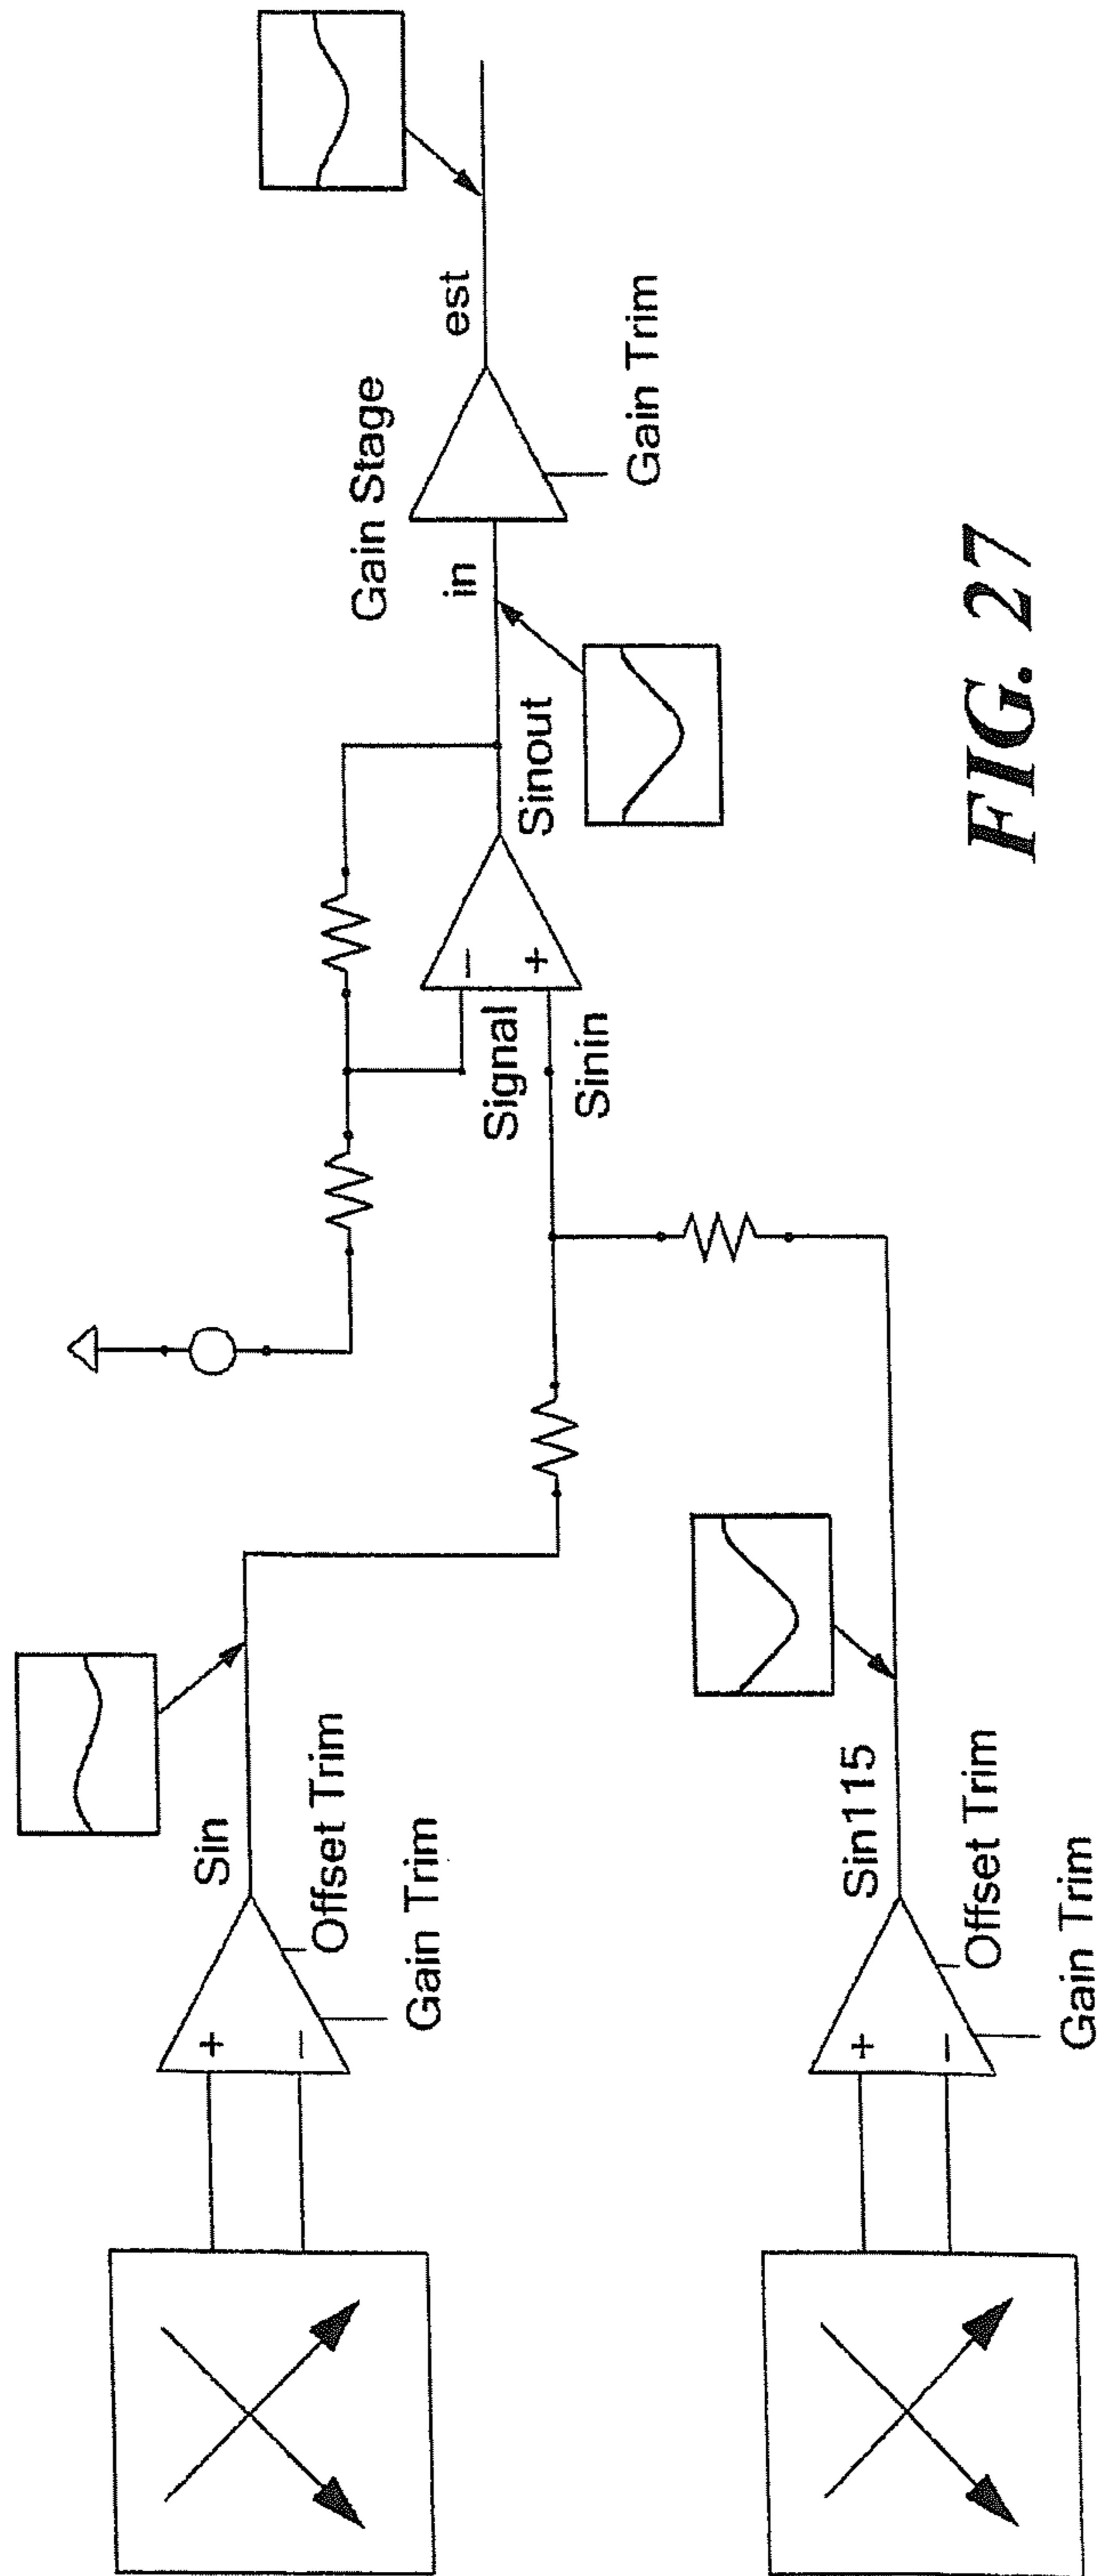 Sin
Offset Trim
Gain Trim
+
−
Sin115
Offset Trim
Gain Trim
+
−
Signal
Sinin
−
+
Sinout
in
Gain Stage
est
Gain Trim
FIG. 27